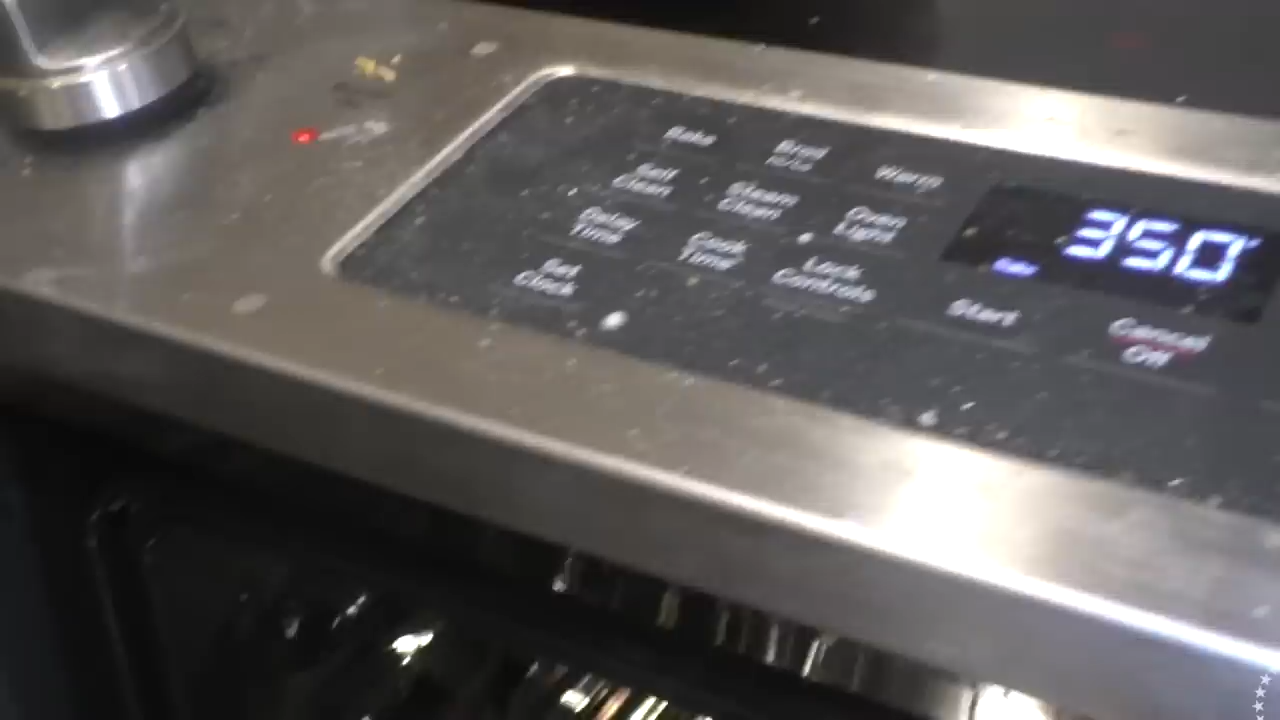 Bake
Broil
Warm
Self
Clean
Steam
Clean
Oven
Light
Delay
Time
Cook
Time
Lock
Controls
Set
Clock
Start
Cancel
Off
350°
Bake